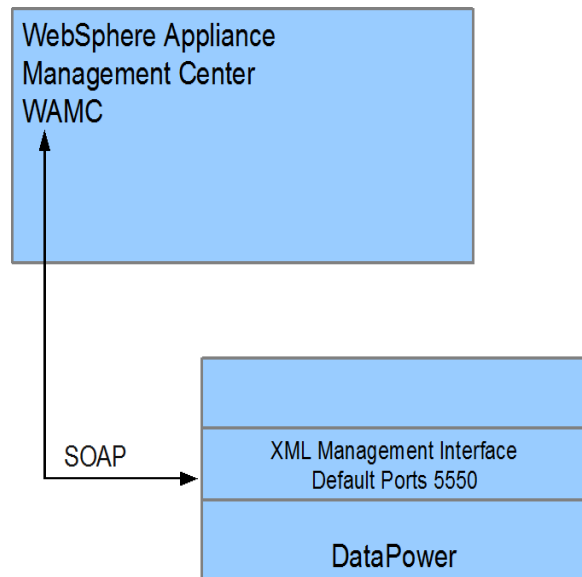 WebSphere Appliance
Management Center
WAMC
SOAP
XML Management Interface
Default Ports 5550
DataPower